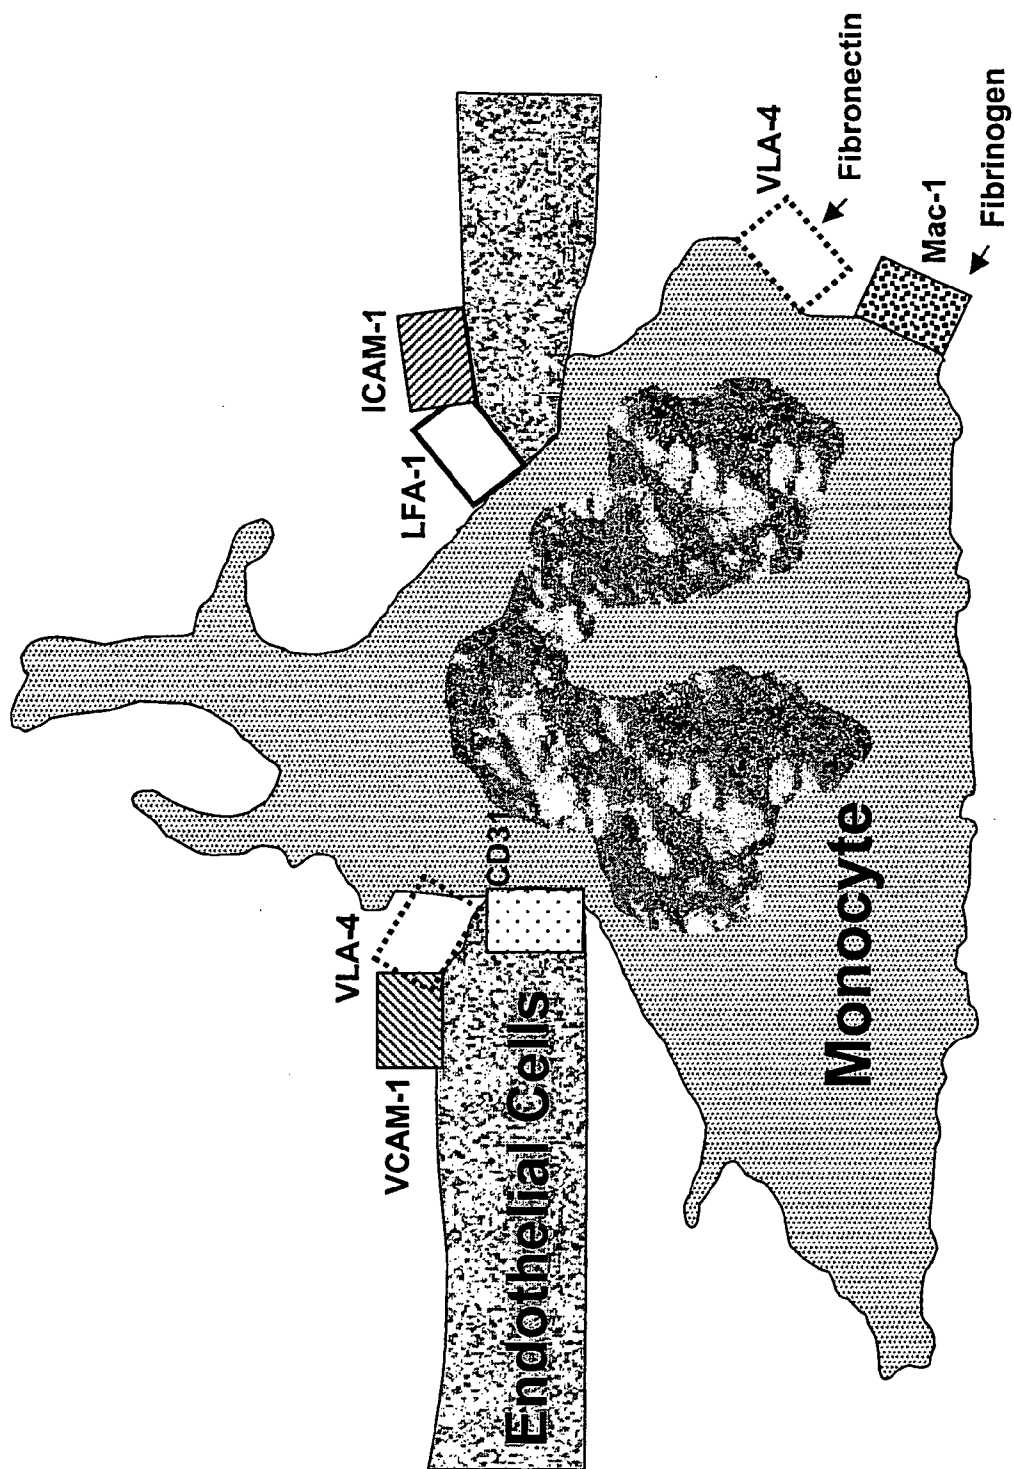 VCAM-1
VLA-4
LFA-1
ICAM-1
Endothelial Cells
CD31
Monocyte
VLA-4
Fibronectin
Mac-1
Fibrinogen